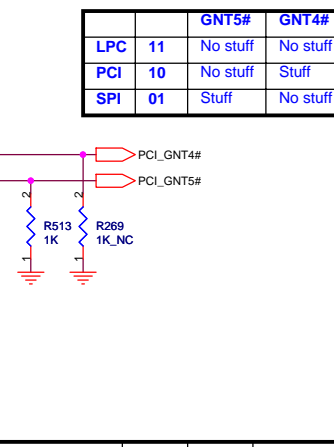 GNT5# GNT4#
LPC 11 No stuff No stuff
PCI 10 No stuff Stuff
SPI 01 Stuff No stuff
PCI_GNT4#
PCI_GNT5#
2 2
R513 R269
1K 1K_NC
1 1